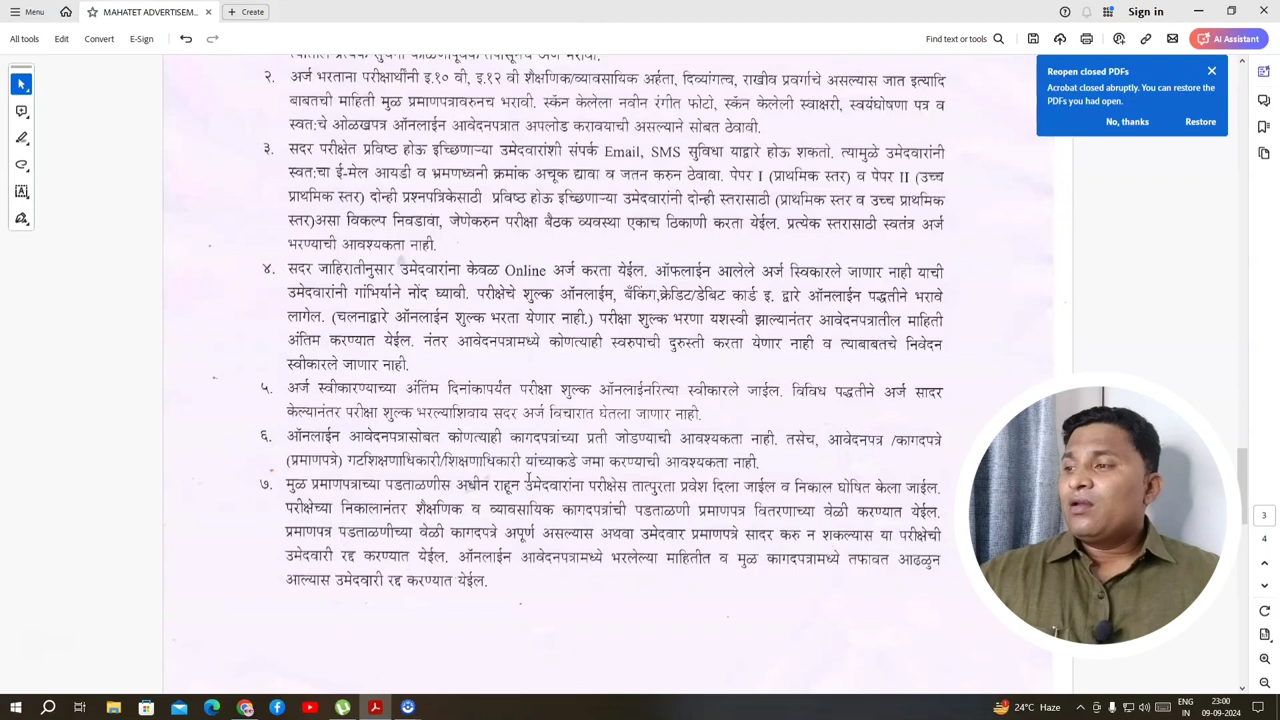 Menu
MAHATET ADVERTISEM...
Create
Sign in
All tools
Edit
Convert
E-Sign
Find text or tools
AI Assistant
Reopen closed PDFs
Acrobat closed abruptly. You can restore the
PDFs you had open.
No, thanks
Restore
२. अर्ज भरताना परीक्षार्थीनी इ.१० वी, इ.१२ वी शैक्षणिक/व्यावसायिक अर्हता, दिव्यांगत्व, राखीव प्रवर्गाचे असल्यास जात इत्यादि
बाबतची माहिती मुळ प्रमाणपत्रावरुनच भरावी. स्कॅन केलेला नवीन रंगीत फोटो, स्कॅन केलेली स्वाक्षरी, स्वयंघोषणा पत्र व
स्वतःचे ओळखपत्र ऑनलाईन आवेदनपत्रात अपलोड करावयाची असल्याने सोबत ठेवावी.
३. सदर परीक्षेत प्रविष्ठ होऊ इच्छिणाऱ्या उमेदवारांशी संपर्क Email, SMS सुविधा याद्वारे होऊ शकतो. त्यामुळे उमेदवारांनी
स्वतःचा ई-मेल आयडी व भ्रमणध्वनी क्रमांक अचूक द्यावा व जतन करुन ठेवावा. पेपर I (प्राथमिक स्तर) व पेपर II (उच्च
प्राथमिक स्तर) दोन्ही प्रश्नपत्रिकेसाठी प्रविष्ठ होऊ इच्छिणाऱ्या उमेदवारांनी दोन्ही स्तरासाठी (प्राथमिक स्तर व उच्च प्राथमिक
स्तर)असा विकल्प निवडावा, जेणेकरुन परीक्षा बैठक व्यवस्था एकाच ठिकाणी करता येईल. प्रत्येक स्तरासाठी स्वतंत्र अर्ज
भरण्याची आवश्यकता नाही.
४. सदर जाहिरातीनुसार उमेदवारांना केवळ Online अर्ज करता येईल. ऑफलाईन आलेले अर्ज स्विकारले जाणार नाही याची
उमेदवारांनी गांभिर्याने नोंद घ्यावी. परीक्षेचे शुल्क ऑनलाईन, बँकिंग,क्रेडिट/डेबिट कार्ड इ. द्वारे ऑनलाईन पद्धतीने भरावे
लागेल. (चलनाद्वारे ऑनलाईन शुल्क भरता येणार नाही.) परीक्षा शुल्क भरणा यशस्वी झाल्यानंतर आवेदनपत्रातील माहिती
अंतिम करण्यात येईल. नंतर आवेदनपत्रामध्ये कोणत्याही स्वरुपाची दुरुस्ती करता येणार नाही व त्याबाबतचे निवेदन
स्वीकारले जाणार नाही.
५. अर्ज स्वीकारण्याच्या अंतिम दिनांकापर्यंत परीक्षा शुल्क ऑनलाईनरित्या स्वीकारले जाईल. विविध पद्धतीने अर्ज सादर
केल्यानंतर परीक्षा शुल्क भरल्याशिवाय सदर अर्ज विचारात घेतला जाणार नाही.
६. ऑनलाईन आवेदनपत्रासोबत कोणत्याही कागदपत्रांच्या प्रती जोडण्याची आवश्यकता नाही. तसेच, आवेदनपत्र /कागदपत्रे
(प्रमाणपत्रे) गटशिक्षणाधिकारी/शिक्षणाधिकारी यांच्याकडे जमा करण्याची आवश्यकता नाही.
७. मुळ प्रमाणपत्राच्या पडताळणीस अधीन राहून उमेदवारांना परीक्षेस तात्पुरता प्रवेश दिला जाईल व निकाल घोषित केला जाईल.
परीक्षेच्या निकालानंतर शैक्षणिक व व्यावसायिक कागदपत्रांची पडताळणी प्रमाणपत्र वितरणाच्या वेळी करण्यात येईल.
प्रमाणपत्र पडताळणीच्या वेळी कागदपत्रे अपूर्ण असल्यास अथवा उमेदवार प्रमाणपत्रे सादर करु न शकल्यास या परीक्षेची
उमेदवारी रद्द करण्यात येईल. ऑनलाईन आवेदनपत्रामध्ये भरलेल्या माहितीत व मुळ कागदपत्रामध्ये तफावत आढळुन
आल्यास उमेदवारी रद्द करण्यात येईल.
3
4
24°C Haze
ENG
IN
23:00
09-09-2024